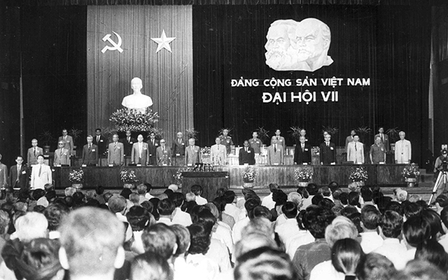 ĐẢNG CỘNG SẢN VIỆT NAM
ĐẠI HỘI VII